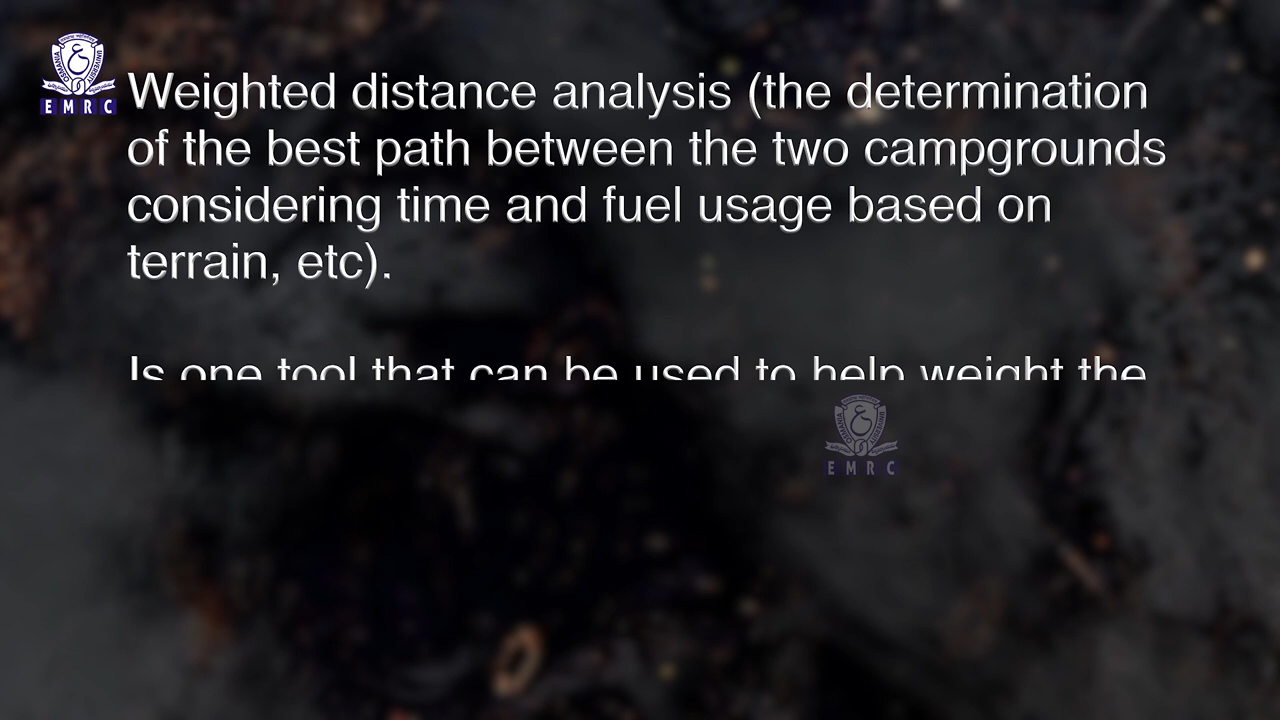 EMRC
Weighted distance analysis (the determination
of the best path between the two campgrounds
considering time and fuel usage based on
terrain, etc).
Is one tool that can be used to help weight the
EMRC